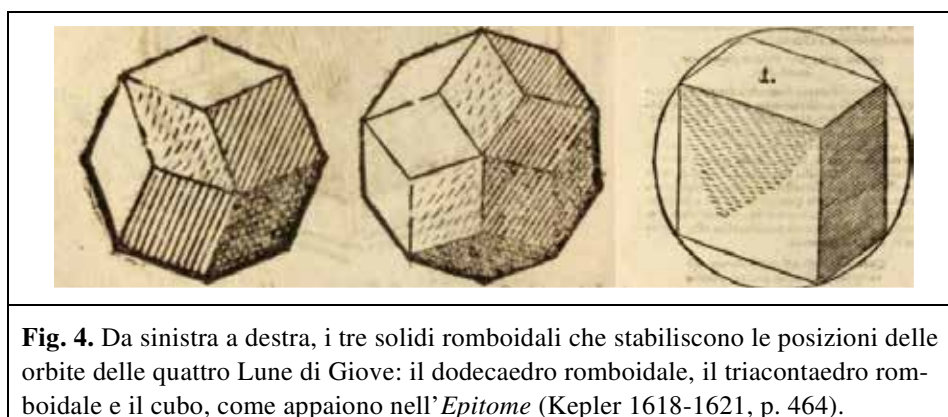 1.
Fig. 4. Da sinistra a destra, i tre solidi romboidali che stabiliscono le posizioni delle
orbite delle quattro Lune di Giove: il dodecaedro romboidale, il triacontaedro rom-
boidale e il cubo, come appaiono nell’Epitome (Kepler 1618-1621, p. 464).